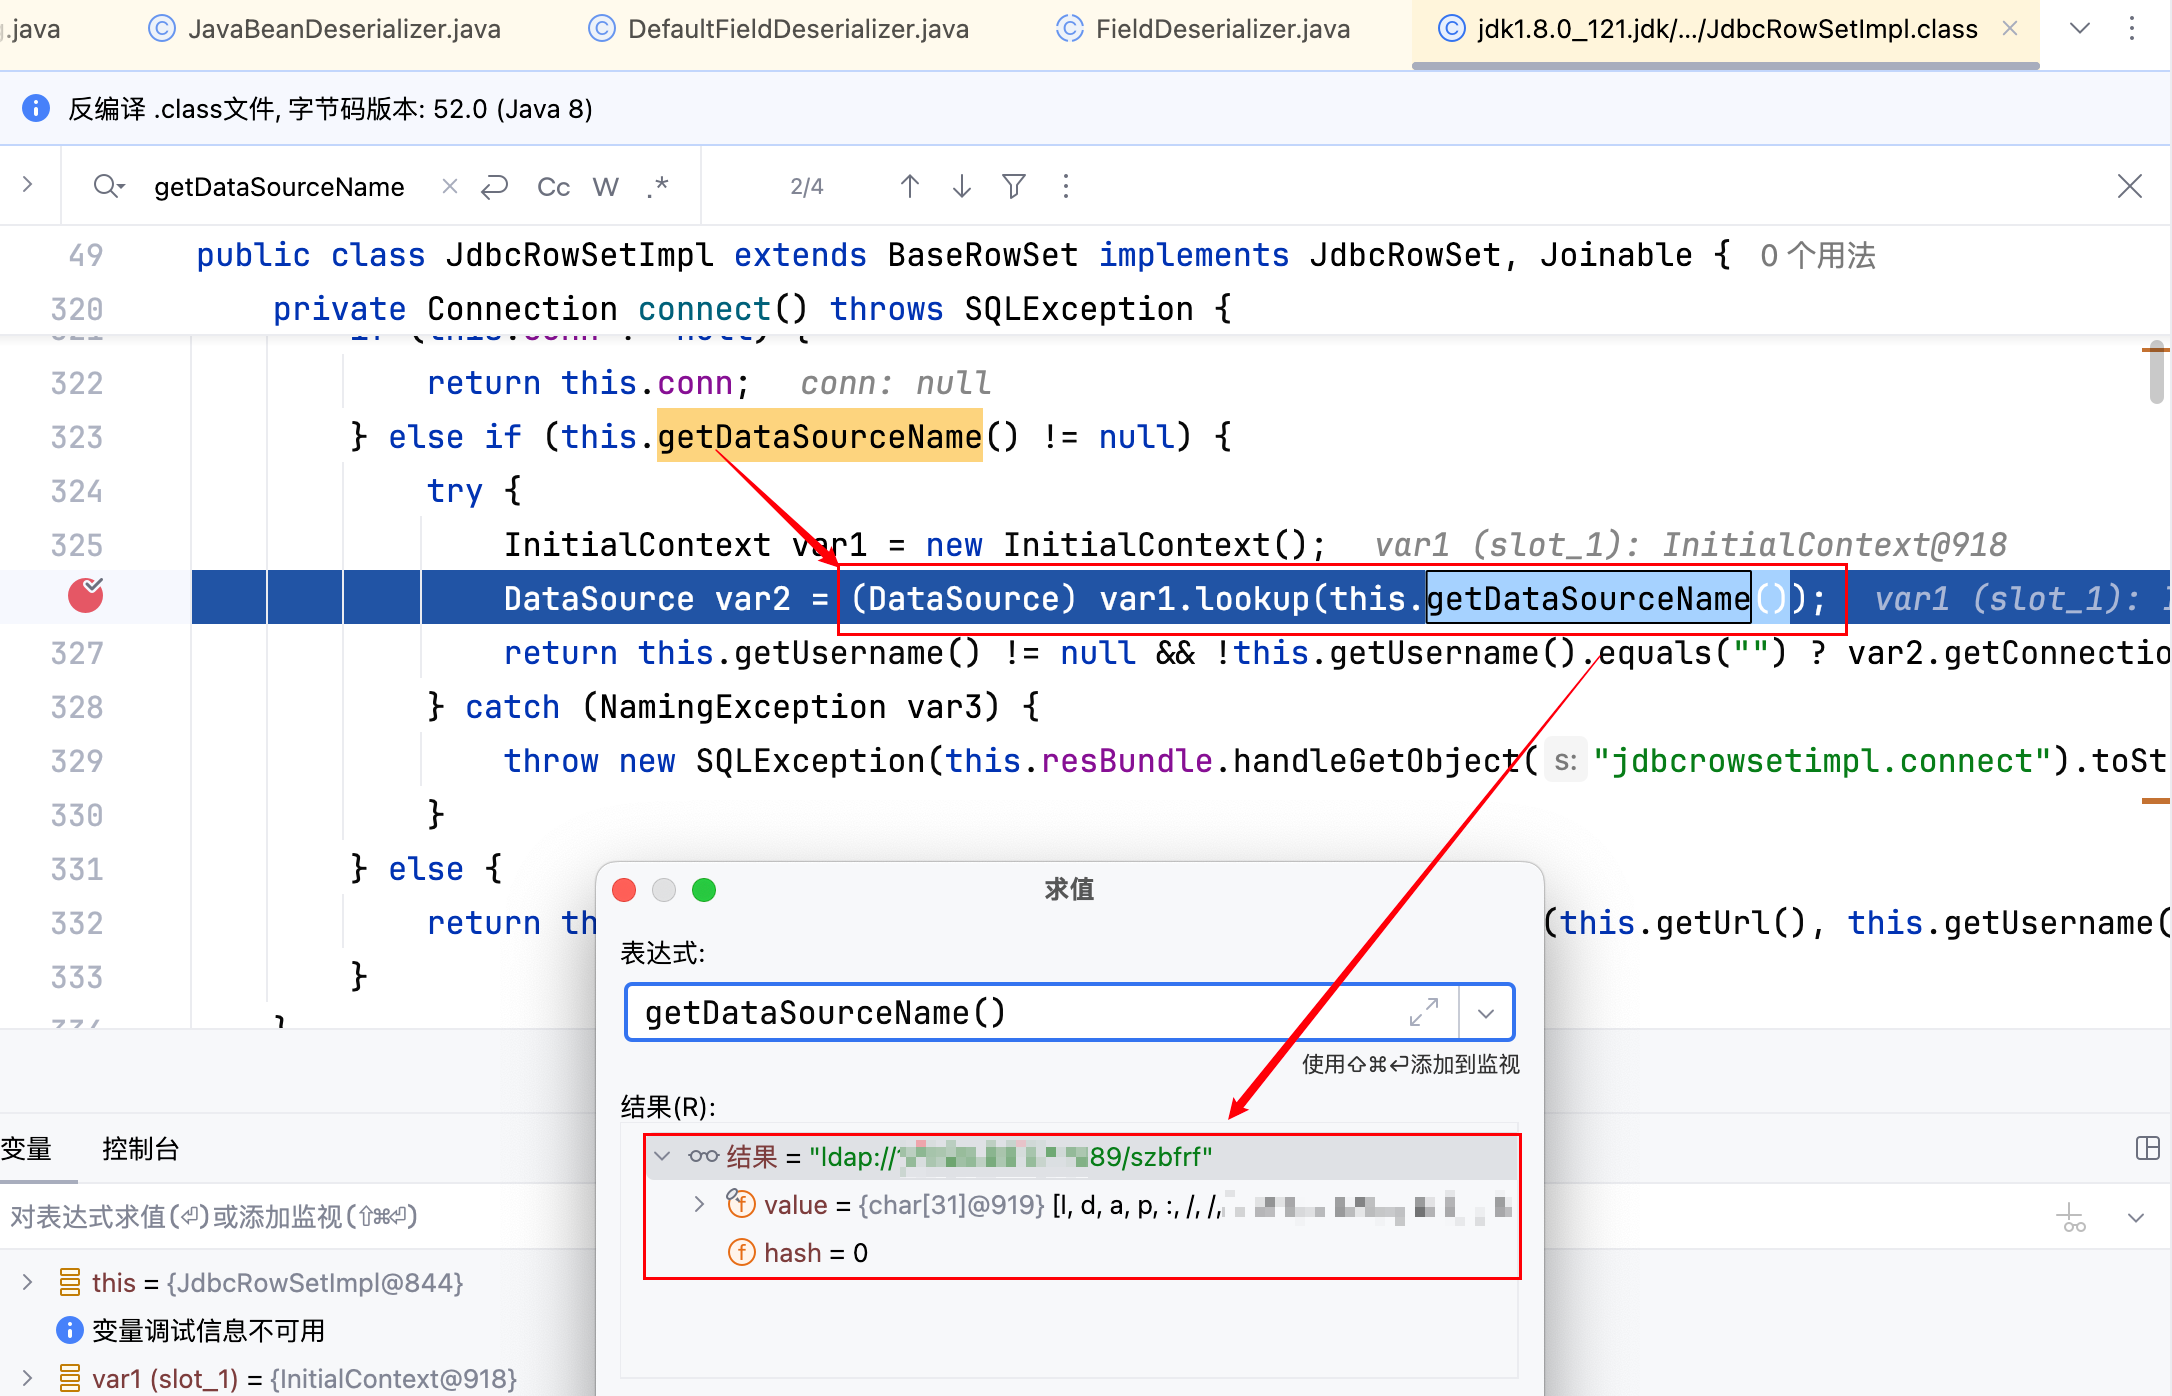 .java JavaBeanDeserializer.java DefaultFieldDeserializer.java FieldDeserializer.java jdk1.8.0_121.jdk/.../JdbcRowSetImpl.class
反编译 .class文件, 字节码版本: 52.0 (Java 8)
getDataSourceName Cc W .* 2/4
49 public class JdbcRowSetImpl extends BaseRowSet implements JdbcRowSet, Joinable { 0 个用法
320 private Connection connect() throws SQLException {
322 return this.conn; conn: null
323 } else if (this.getDataSourceName() != null) {
324 try {
325 InitialContext var1 = new InitialContext(); var1 (slot_1): InitialContext@918
DataSource var2 = (DataSource) var1.lookup(this.getDataSourceName()); var1 (slot_1):
327 return this.getUsername() != null && !this.getUsername().equals("") ? var2.getConnectio
328 } catch (NamingException var3) {
329 throw new SQLException(this.resBundle.handleGetObject( s: "jdbcrowsetimpl.connect").toSt
330 }
331 } else {
332 return th (this.getUrl(), this.getUsername(
333 }
求值
表达式:
getDataSourceName()
使用⇧⌘⏎添加到监视
结果(R):
结果 = "ldap:// 89/szbfrf"
value = {char[31]@919} [l, d, a, p, :, /, /,
hash = 0
变量 控制台
对表达式求值(⏎)或添加监视(⇧⌘⏎)
this = {JdbcRowSetImpl@844}
变量调试信息不可用
var1 (slot_1) = {InitialContext@918}